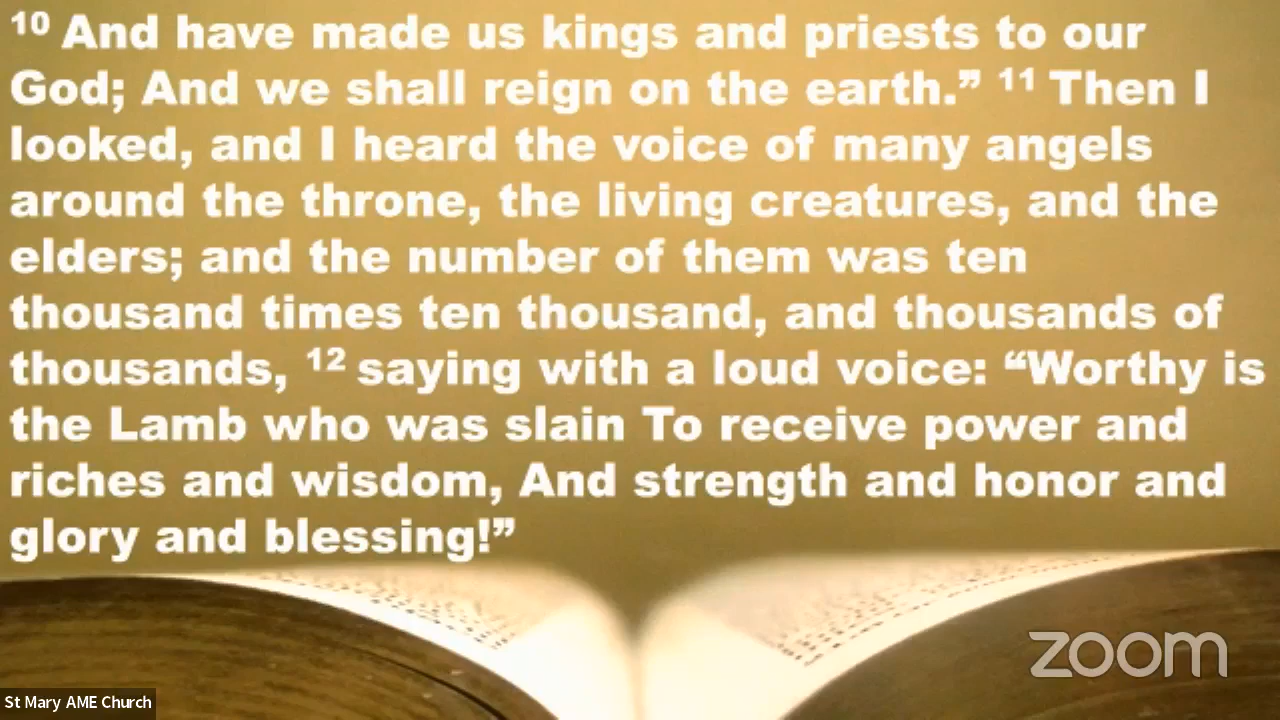 10 And have made us kings and priests to our
God; And we shall reign on the earth.” 11 Then I
looked, and I heard the voice of many angels
around the throne, the living creatures, and the
elders; and the number of them was ten
thousand times ten thousand, and thousands of
thousands, 12 saying with a loud voice: “Worthy is
the Lamb who was slain To receive power and
riches and wisdom, And strength and honor and
glory and blessing!”
zoom
St Mary AME Church